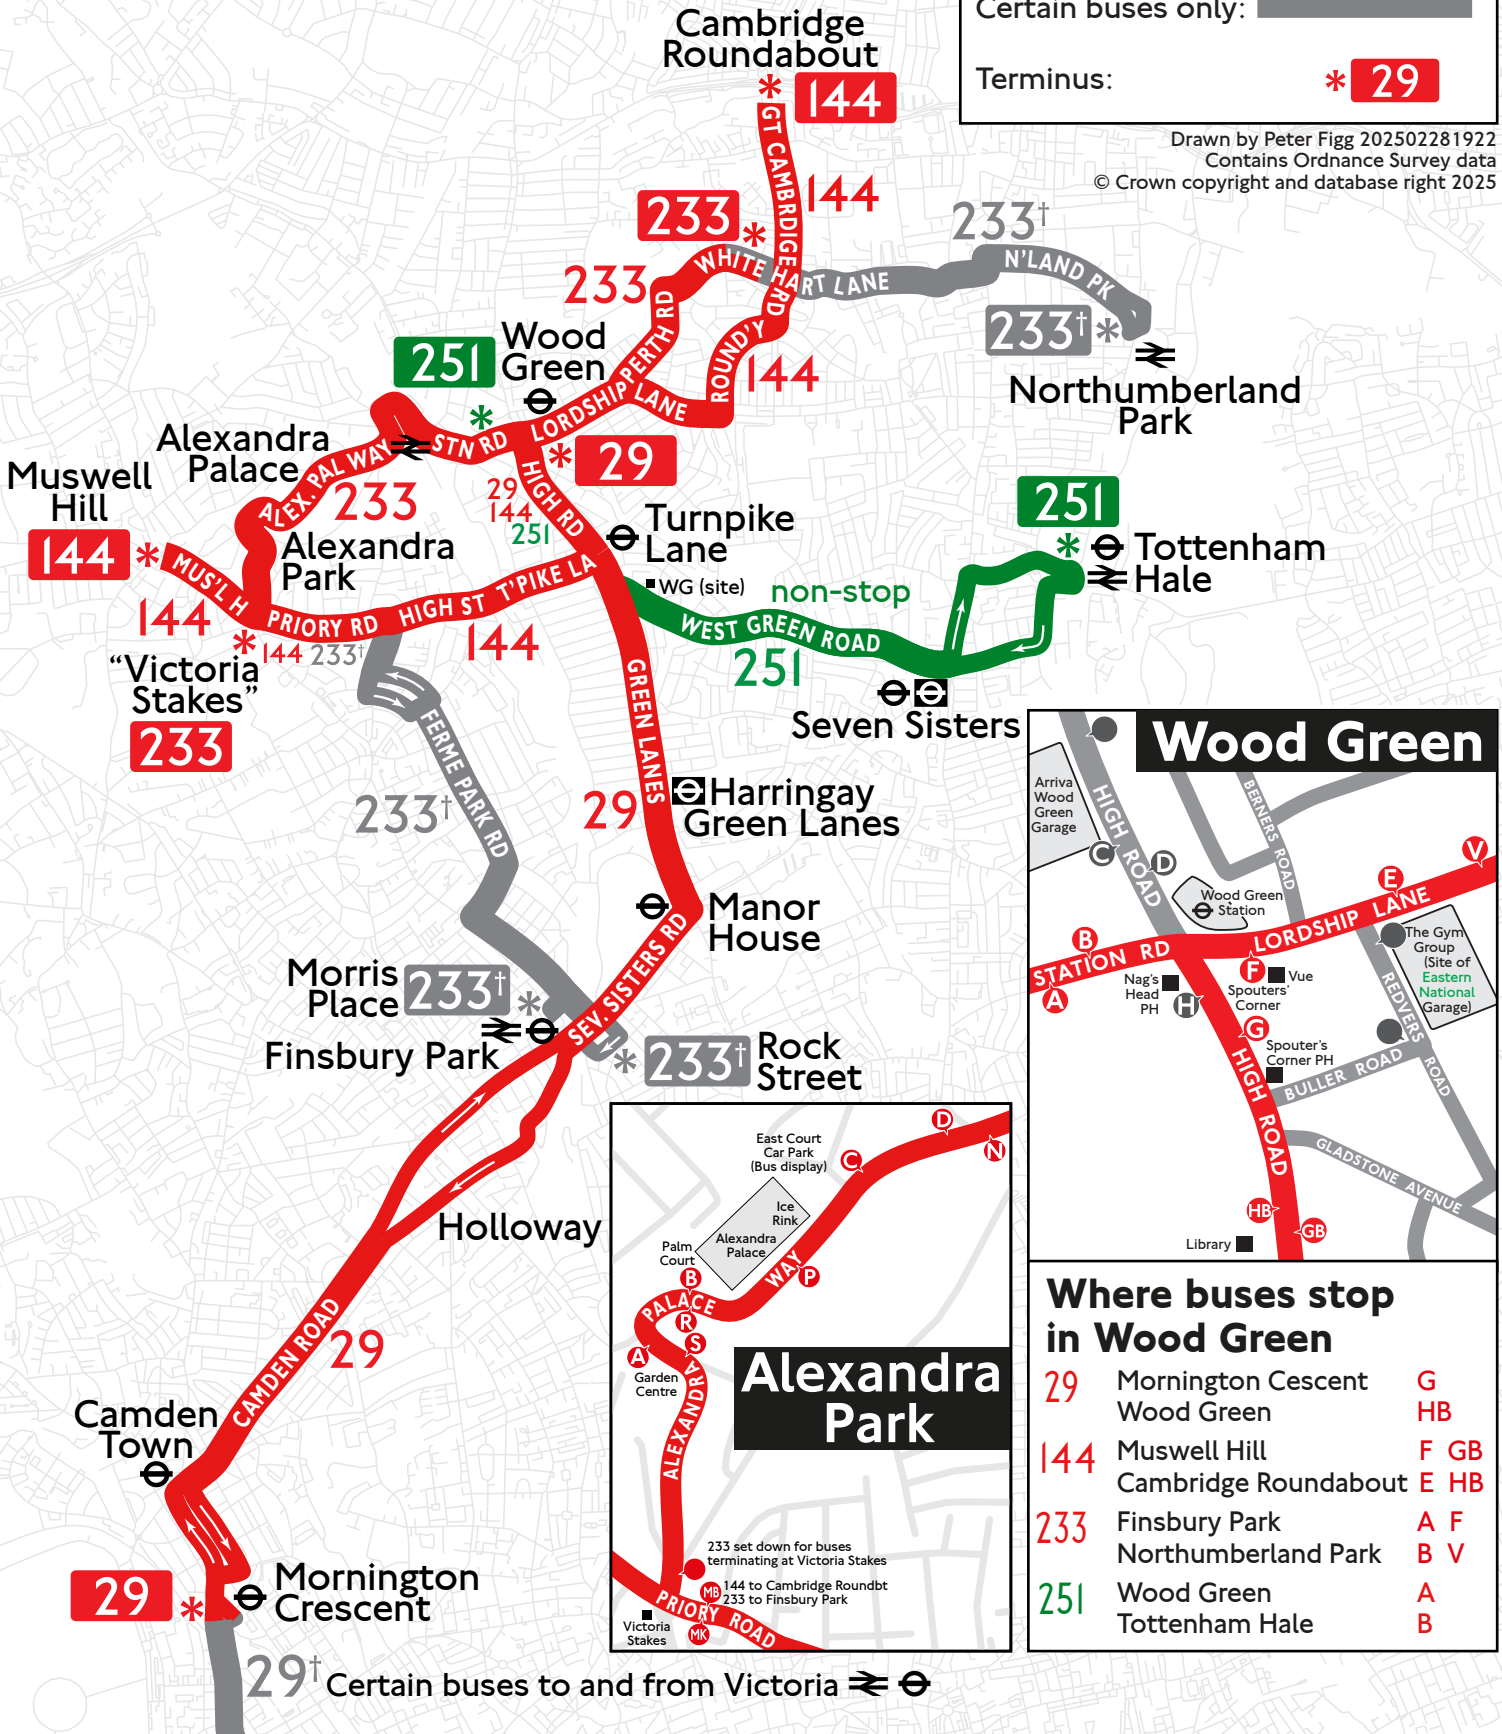 Certain buses only:
Terminus:
* 29
Drawn by Peter Figg 202502281922
Contains Ordnance Survey data
© Crown copyright and database right 2025
Cambridge
Roundabout
* 144
GT CAMBRDIGE RD
144
233 *
233
WHITE HART LANE
233†
N'LAND PK
233† *
Northumberland
Park
PERTH RD
ROUND'Y
144
Wood
Green
251
*
LORDSHIP LANE
STN RD
* 29
Alexandra
Palace
ALEX. PAL WAY
233
HIGH RD
29
144
251
Muswell
Hill
144 *
MUS'L H
144
Alexandra
Park
PRIORY RD
HIGH ST
T'PIKE LA
144
*
144 233†
"Victoria
Stakes"
233
Turnpike
Lane
WG (site)
non-stop
WEST GREEN ROAD
251
251
*
Tottenham
Hale
Seven Sisters
GREEN LANES
29
Harringay
Green Lanes
FERME PARK RD
233†
Manor
House
SEV. SISTERS RD
Morris
Place
233† *
Finsbury Park
* 233†
Rock
Street
Holloway
CAMDEN ROAD
29
Camden
Town
29 *
Mornington
Crescent
29† Certain buses to and from Victoria
East Court
Car Park
(Bus display)
C
D
N
Ice
Rink
Alexandra
Palace
Palm
Court
B
P
ALEXANDRA PALACE WAY
R
S
A
Garden
Centre
Alexandra
Park
233 set down for buses
terminating at Victoria Stakes
MB
144 to Cambridge Roundbt
233 to Finsbury Park
PRIORY ROAD
Victoria
Stakes
MK
Wood Green
Arriva
Wood
Green
Garage
HIGH ROAD
C
D
BERNERS ROAD
V
E
Wood Green
Station
B
STATION RD
LORDSHIP LANE
A
Nag's
Head
PH
H
F
Vue
Spouters'
Corner
G
The Gym
Group
(Site of
Eastern
National
Garage)
REDVERS ROAD
Spouter's
Corner PH
HIGH ROAD
BULLER ROAD
GLADSTONE AVENUE
HB
GB
Library
Where buses stop
in Wood Green
29 Mornington Cescent G
Wood Green HB
144 Muswell Hill F GB
Cambridge Roundabout E HB
233 Finsbury Park A F
Northumberland Park B V
251 Wood Green A
Tottenham Hale B